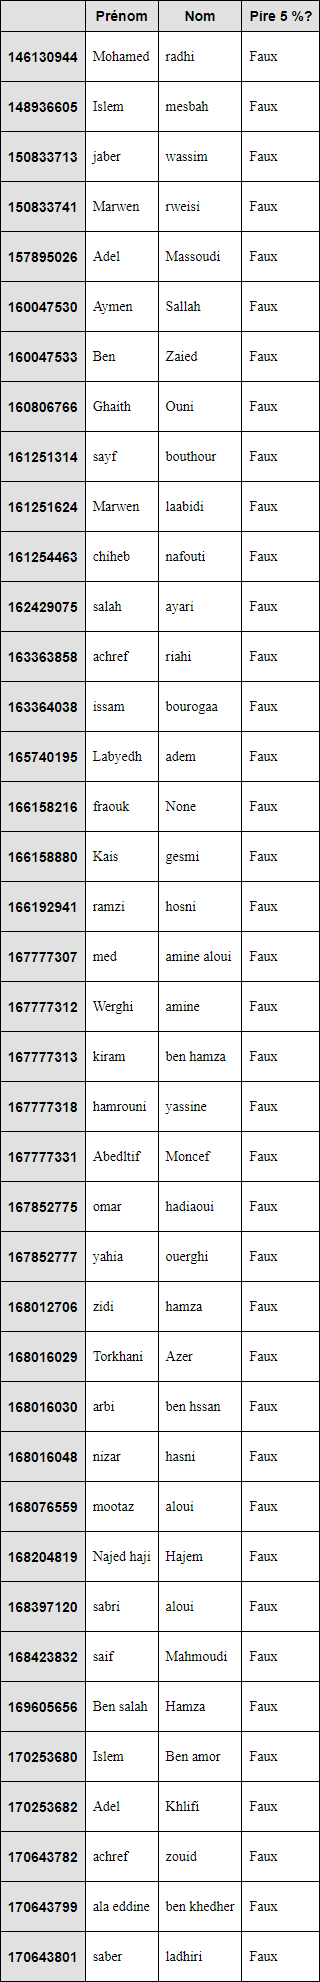 Prénom Nom Pire 5 %?
146130944 Mohamed radhi Faux
148936605 Islem mesbah Faux
150833713 jaber wassim Faux
150833741 Marwen rweisi Faux
157895026 Adel Massoudi Faux
160047530 Aymen Sallah Faux
160047533 Ben Zaied Faux
160806766 Ghaith Ouni Faux
161251314 sayf bouthour Faux
161251624 Marwen laabidi Faux
161254463 chiheb nafouti Faux
162429075 salah ayari Faux
163363858 achref riahi Faux
163364038 issam bourogaa Faux
165740195 Labyedh adem Faux
166158216 fraouk None Faux
166158880 Kais gesmi Faux
166192941 ramzi hosni Faux
167777307 med amine aloui Faux
167777312 Werghi amine Faux
167777313 kiram ben hamza Faux
167777318 hamrouni yassine Faux
167777331 Abedltif Moncef Faux
167852775 omar hadiaoui Faux
167852777 yahia ouerghi Faux
168012706 zidi hamza Faux
168016029 Torkhani Azer Faux
168016030 arbi ben hssan Faux
168016048 nizar hasni Faux
168076559 mootaz aloui Faux
168204819 Najed haji Hajem Faux
168397120 sabri aloui Faux
168423832 saif Mahmoudi Faux
169605656 Ben salah Hamza Faux
170253680 Islem Ben amor Faux
170253682 Adel Khlifi Faux
170643782 achref zouid Faux
170643799 ala eddine ben khedher Faux
170643801 saber ladhiri Faux